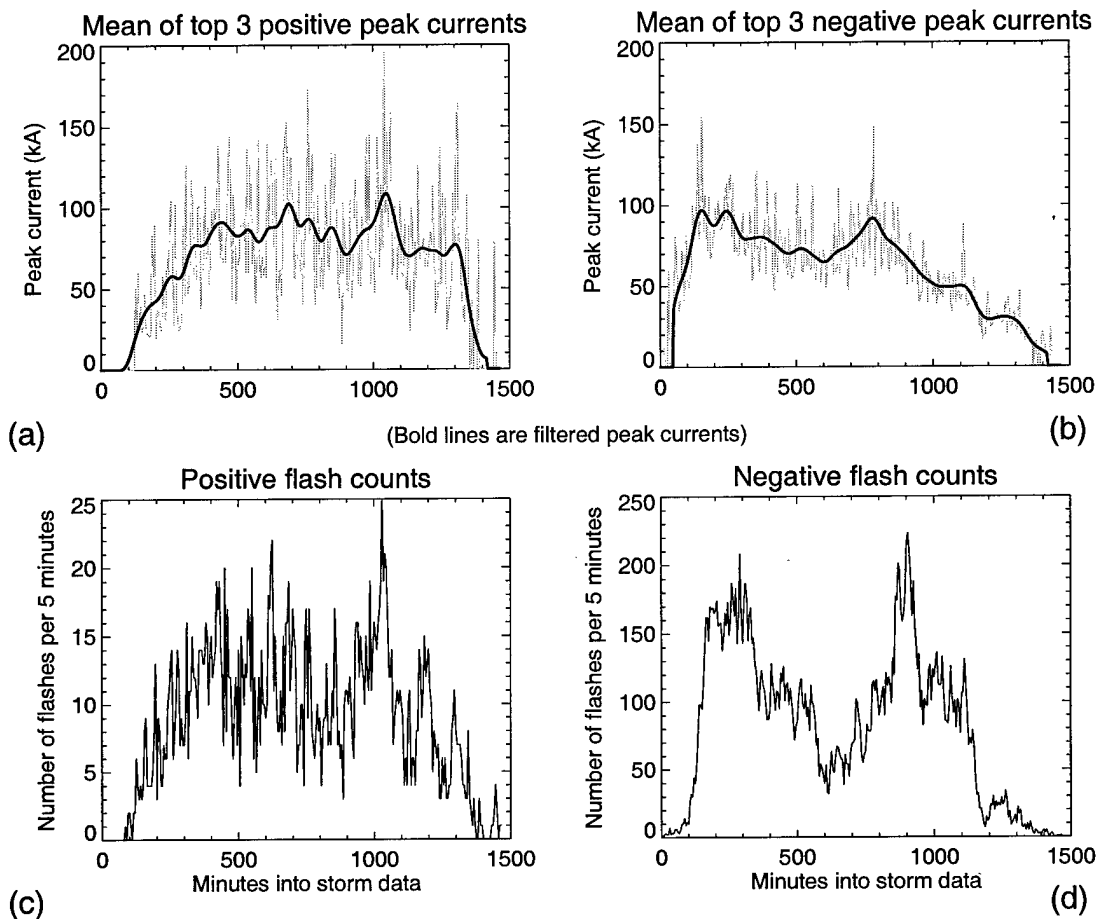 Mean of top 3 positive peak currents
Peak current (kA)
200
150
100
50
0
0 500 1000 1500
(a)
Mean of top 3 negative peak currents
Peak current (kA)
200
150
100
50
0
0 500 1000 1500
(b)
(Bold lines are filtered peak currents)
Positive flash counts
Number of flashes per 5 minutes
25
20
15
10
5
0
0 500 1000 1500
Minutes into storm data
(c)
Negative flash counts
Number of flashes per 5 minutes
250
200
150
100
50
0
0 500 1000 1500
Minutes into storm data
(d)